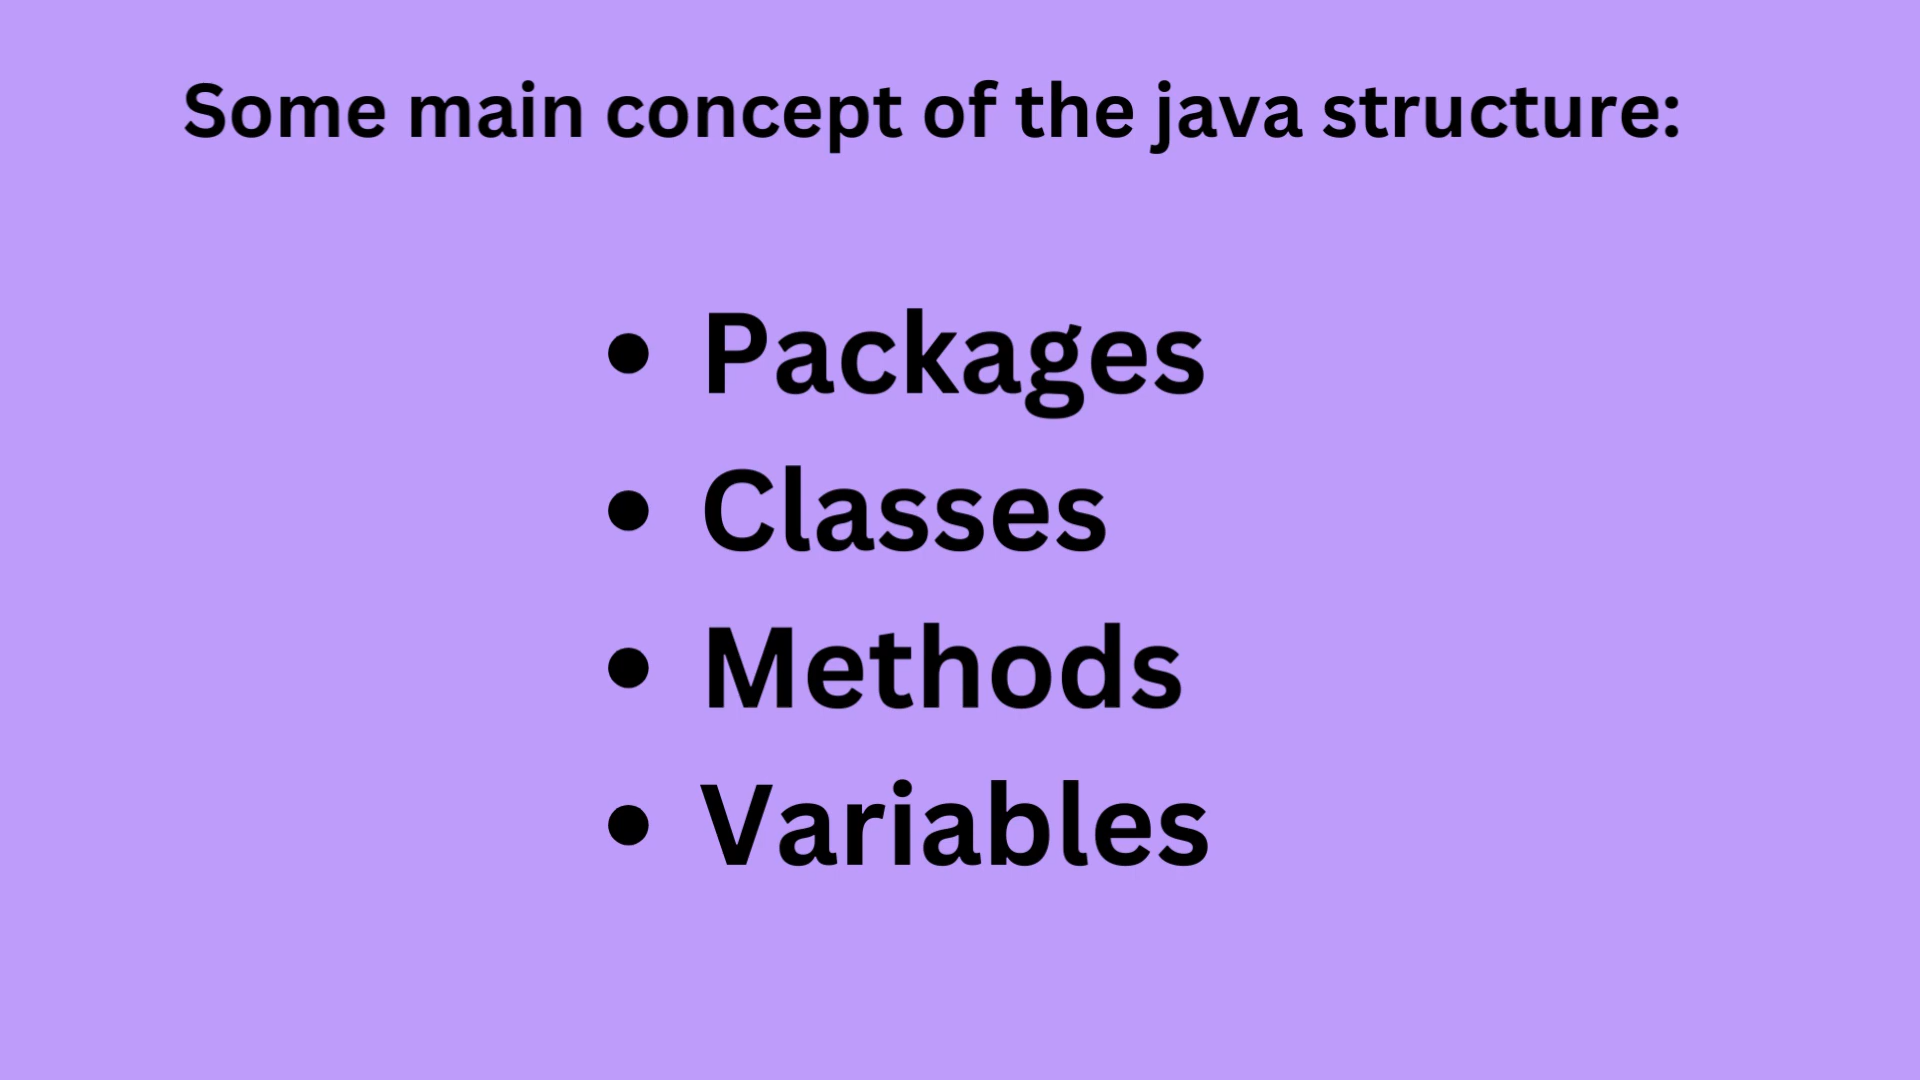 Some main concept of the java structure:
• Packages
• Classes
• Methods
• Variables